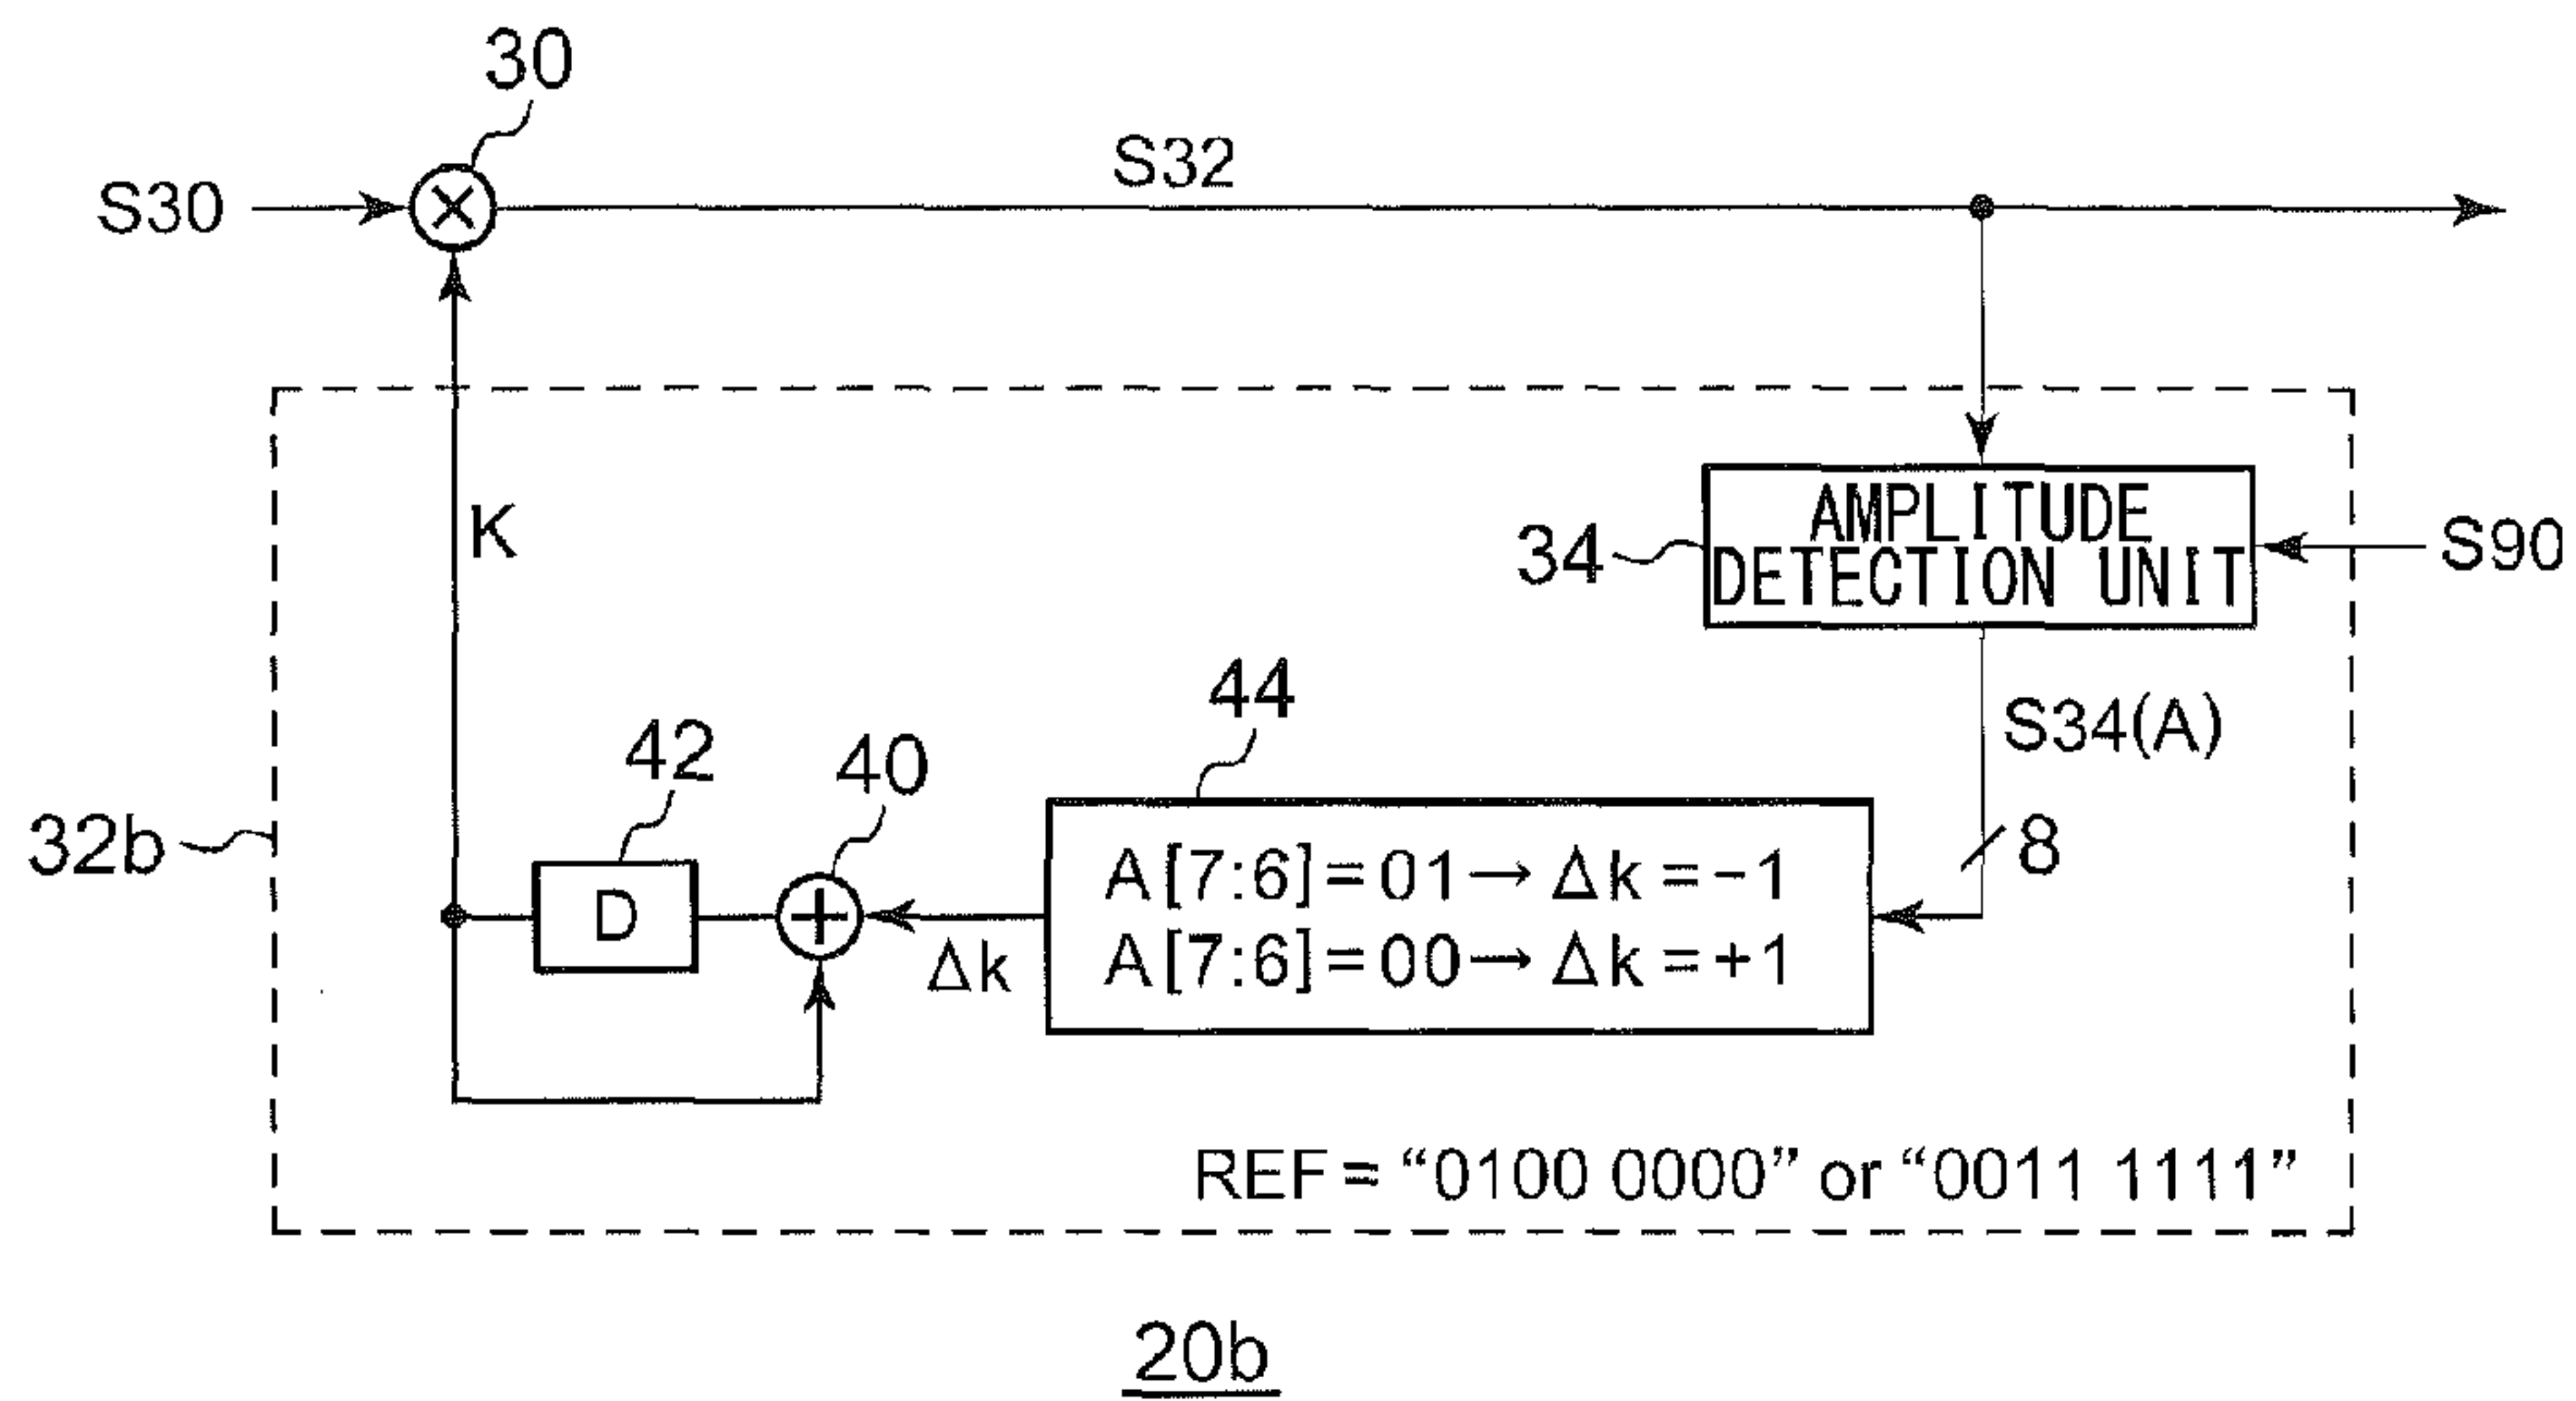 30
S30
S32
K
AMPLITUDE
DETECTION UNIT
34
S90
S34(A)
8
44
42
40
32b
D
Δk
A[7:6]=01→Δk=-1
A[7:6]=00→Δk=+1
REF = “0100 0000” or “0011 1111”
20b